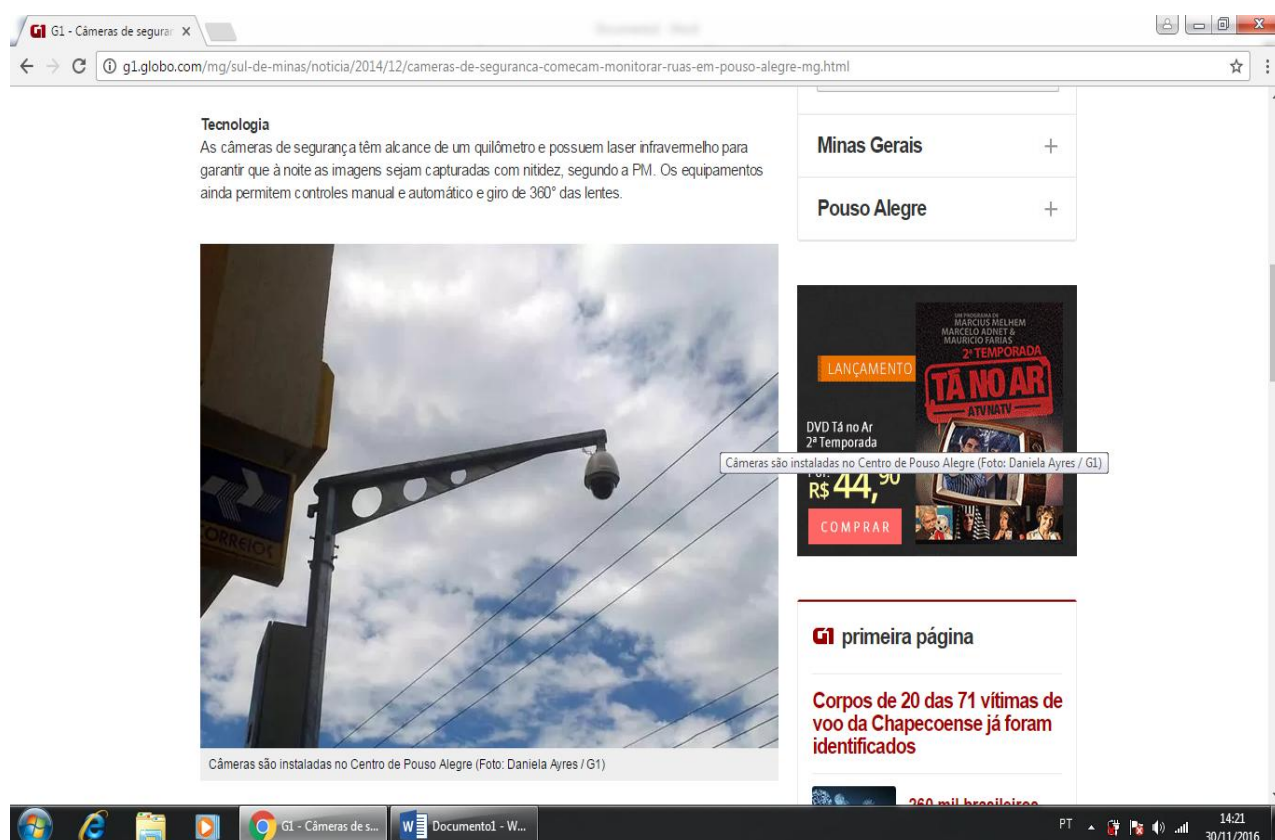 G1 - Câmeras de seguran
g1.globo.com/mg/sul-de-minas/noticia/2014/12/cameras-de-seguranca-comecam-monitorar-ruas-em-pouso-alegre-mg.html
Tecnologia
As câmeras de segurança têm alcance de um quilômetro e possuem laser infravermelho para
garantir que à noite as imagens sejam capturadas com nitidez, segundo a PM. Os equipamentos
ainda permitem controles manual e automático e giro de 360° das lentes.
CORREIOS
Câmeras são instaladas no Centro de Pouso Alegre (Foto: Daniela Ayres / G1)
Minas Gerais
Pouso Alegre
UM PROGRAMA DE
MARCIUS MELHEM
MARCELO ADNET &
MAURICIO FARIAS
2ª TEMPORADA
LANÇAMENTO
TÁ NO AR
A TV NA TV
DVD Tá no Ar
2ª Temporada
Câmeras são instaladas no Centro de Pouso Alegre (Foto: Daniela Ayres / G1)
R$ 44,90
COMPRAR
G1 primeira página
Corpos de 20 das 71 vítimas de
voo da Chapecoense já foram
identificados
260 mil brasileiros
G1 - Câmeras de s...
Documento1 - W...
PT
14:21
30/11/2016